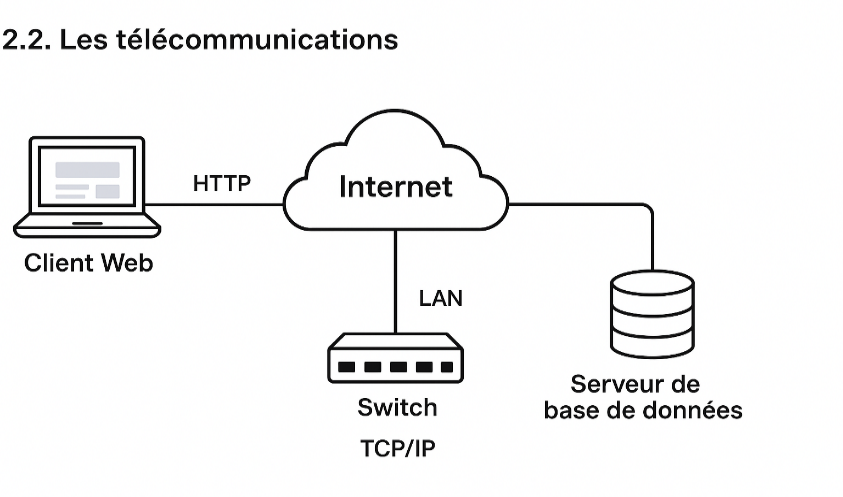 2.2. Les télécommunications
HTTP
Internet
Client Web
LAN
Switch
TCP/IP
Serveur de
base de données